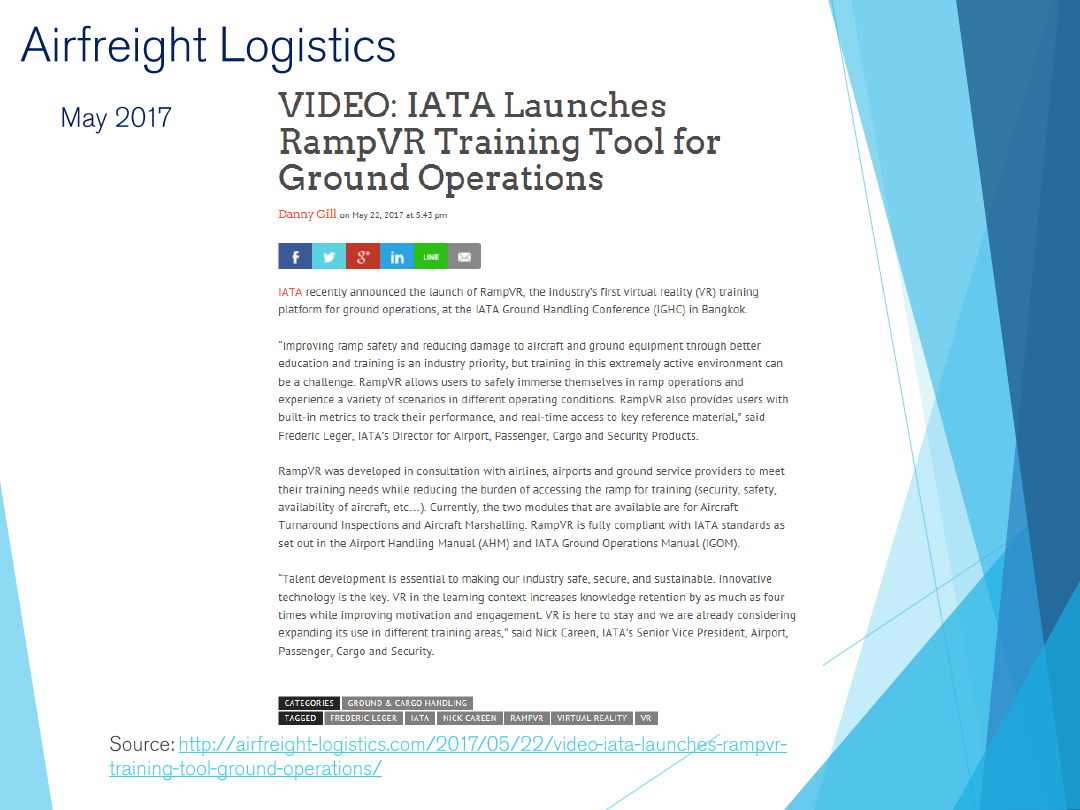 Airfreight Logistics
May 2017
VIDEO: IATA Launches
RampVR Training Tool for
Ground Operations
Danny Gill on May 22, 2017 at 5:43 pm
f g+ in LINE
IATA recently announced the launch of RampVR, the industry's first virtual reality (VR) training
platform for ground operations, at the IATA Ground Handling Conference (IGHC) in Bangkok.
"Improving ramp safety and reducing damage to aircraft and ground equipment through better
education and training is an industry priority, but training in this extremely active environment can
be a challenge. RampVR allows users to safely immerse themselves in ramp operations and
experience a variety of scenarios in different operating conditions. RampVR also provides users with
built-in metrics to track their performance, and real-time access to key reference material," said
Frederic Leger, IATA's Director for Airport, Passenger, Cargo and Security Products.
RampVR was developed in consultation with airlines, airports and ground service providers to meet
their training needs while reducing the burden of accessing the ramp for training (security, safety,
availability of aircraft, etc...). Currently, the two modules that are available are for Aircraft
Turnaround Inspections and Aircraft Marshalling. RampVR is fully compliant with IATA standards as
set out in the Airport Handling Manual (AHM) and IATA Ground Operations Manual (IGOM).
"Talent development is essential to making our industry safe, secure, and sustainable. Innovative
technology is the key. VR in the learning context increases knowledge retention by as much as four
times while improving motivation and engagement. VR is here to stay and we are already considering
expanding its use in different training areas," said Nick Careen, IATA's Senior Vice President, Airport,
Passenger, Cargo and Security.
CATEGORIES GROUND & CARGO HANDLING
TAGGED FREDERIC LEGER IATA NICK CAREEN RAMPVR VIRTUAL REALITY VR
Source: http://airfreight-logistics.com/2017/05/22/video-iata-launches-rampvr-
training-tool-ground-operations/